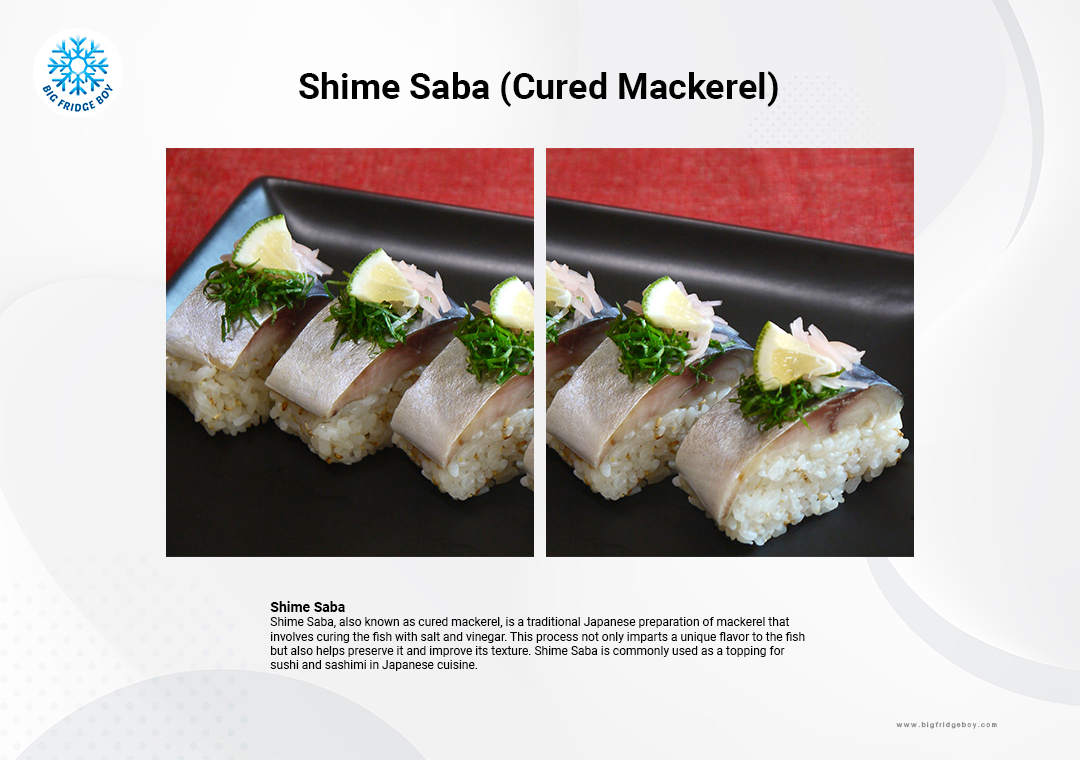 BIG FRIDGE BOY
Shime Saba (Cured Mackerel)
Shime Saba
Shime Saba, also known as cured mackerel, is a traditional Japanese preparation of mackerel that
involves curing the fish with salt and vinegar. This process not only imparts a unique flavor to the fish
but also helps preserve it and improve its texture. Shime Saba is commonly used as a topping for
sushi and sashimi in Japanese cuisine.
www.bigfridgeboy.com